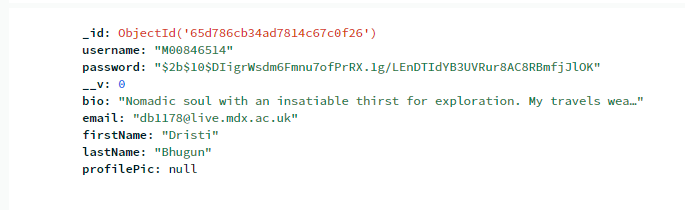 _id: ObjectId('65d786cb34ad7814c67c0f26')
username: "M00846514"
password: "$2b$10$DIigrWsdm6Fmnu7ofPrRX.lg/LEnDTIdYB3UVRur8AC8RBmfjJlOK"
__v: 0
bio: "Nomadic soul with an insatiable thirst for exploration. My travels wea…"
email: "db1178@live.mdx.ac.uk"
firstName: "Dristi"
lastName: "Bhugun"
profilePic: null